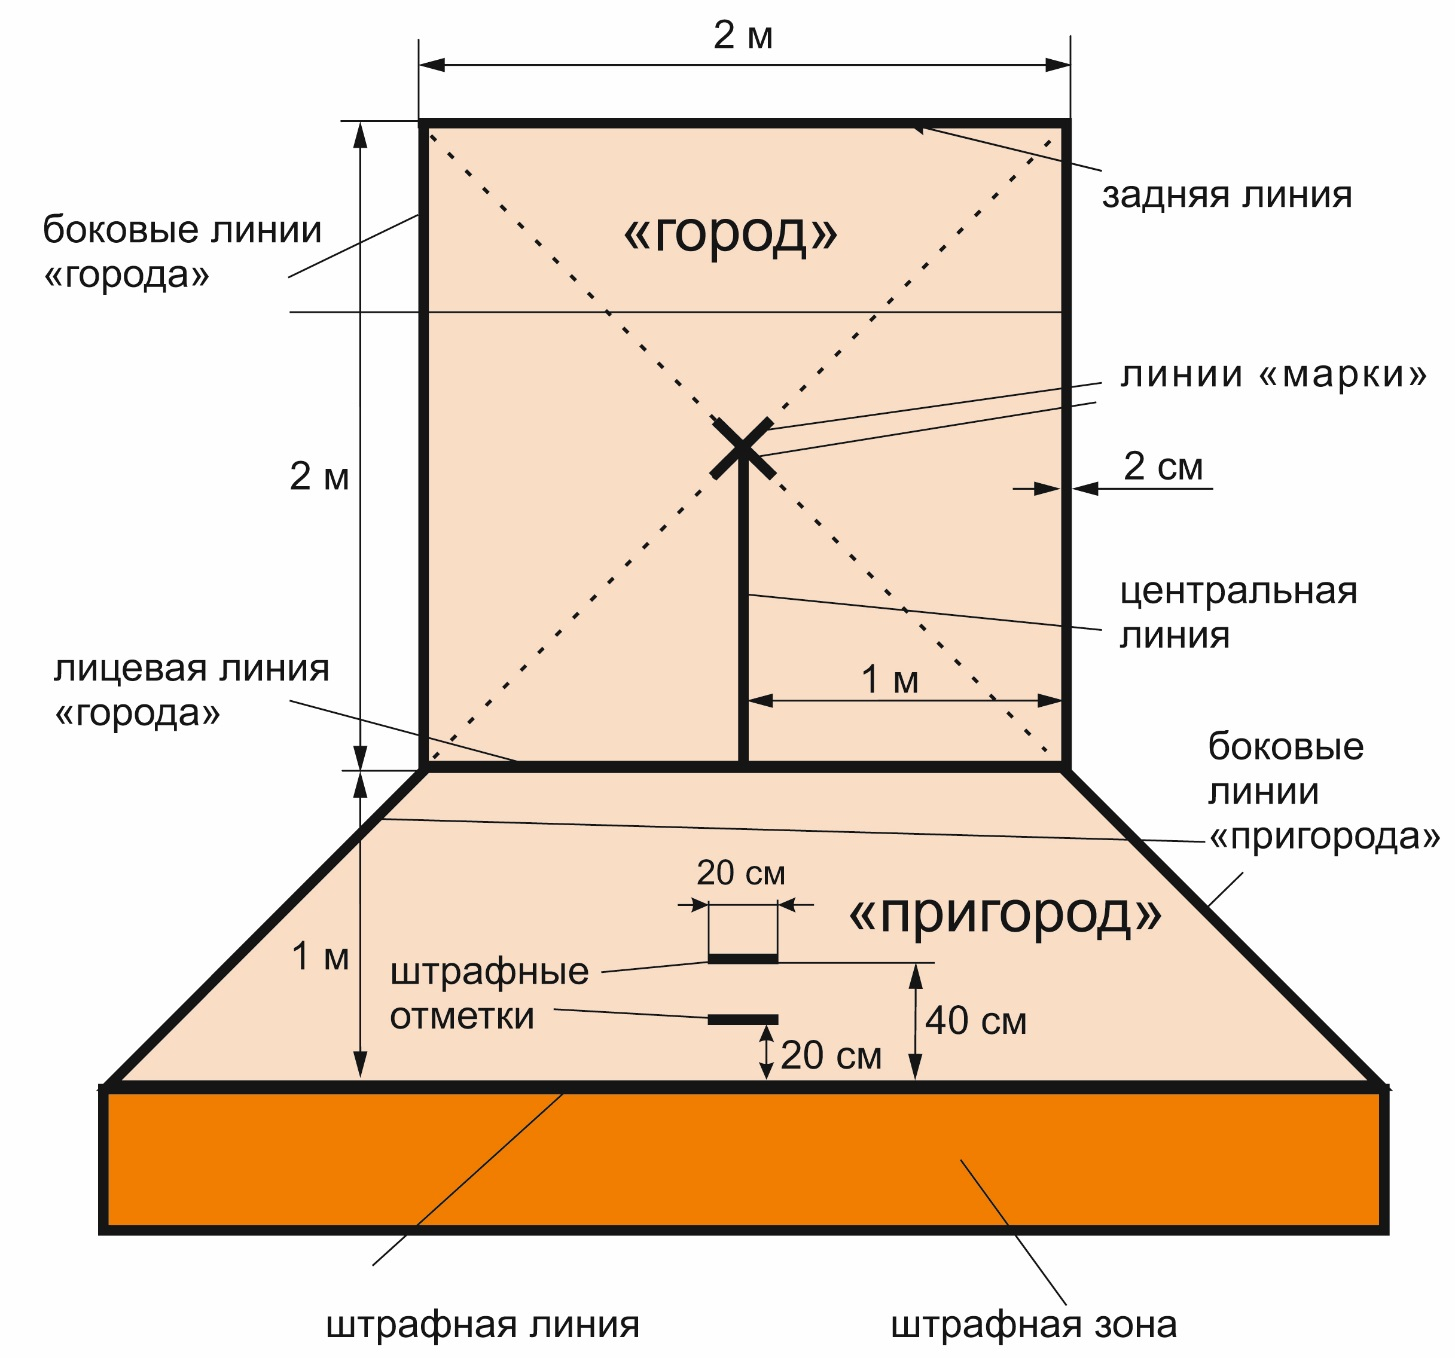 2 м
задняя линия
боковые линии
«города»
«город»
линии «марки»
2 м
2 см
центральная
линия
лицевая линия
«города»
1 м
боковые
линии
«пригорода»
20 см
«пригород»
1 м
штрафные
отметки
40 см
20 см
штрафная линия
штрафная зона